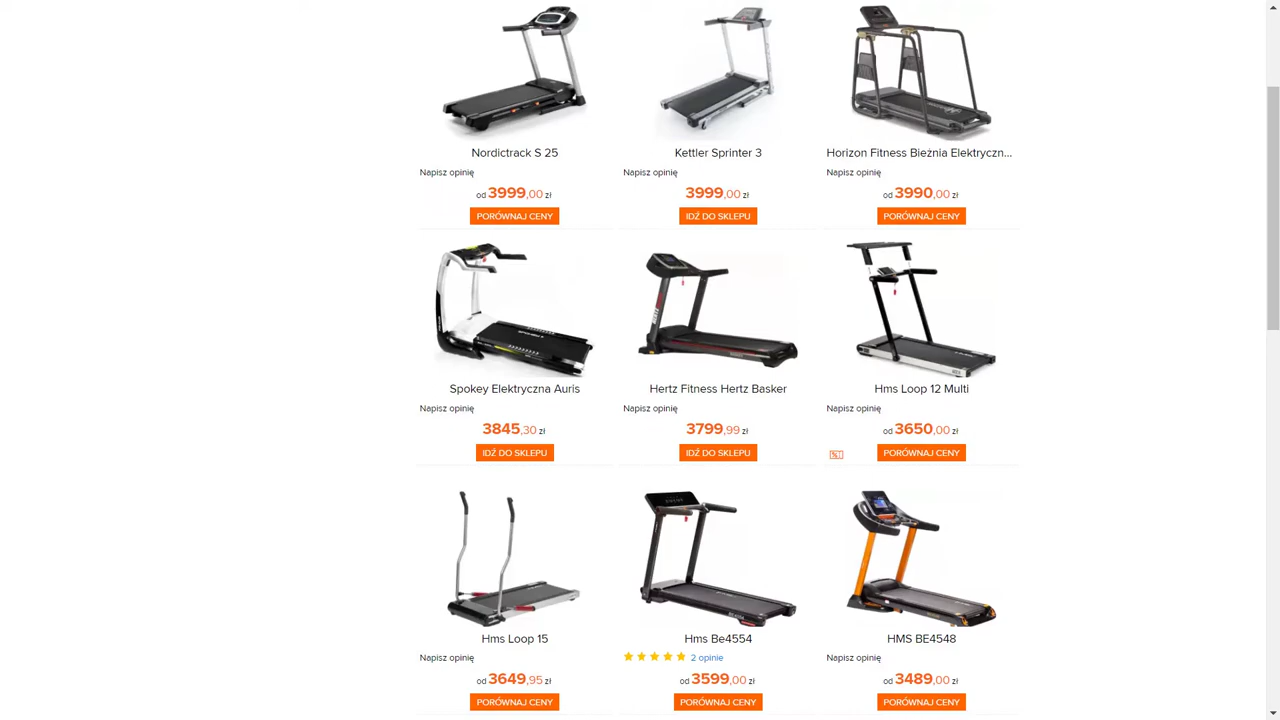 Nordictrack S 25
Kettler Sprinter 3
Horizon Fitness Bieżnia Elektryczn...
Napisz opinię
Napisz opinię
Napisz opinię
od 3999,00 zł
3999,00 zł
od 3990,00 zł
PORÓWNAJ CENY
IDŹ DO SKLEPU
PORÓWNAJ CENY
Spokey Elektryczna Auris
Hertz Fitness Hertz Basker
Hms Loop 12 Multi
Napisz opinię
Napisz opinię
Napisz opinię
3845,30 zł
3799,99 zł
od 3650,00 zł
IDŹ DO SKLEPU
IDŹ DO SKLEPU
PORÓWNAJ CENY
Hms Loop 15
Hms Be4554
HMS BE4548
Napisz opinię
2 opinie
Napisz opinię
od 3649,95 zł
od 3599,00 zł
od 3489,00 zł
PORÓWNAJ CENY
PORÓWNAJ CENY
PORÓWNAJ CENY